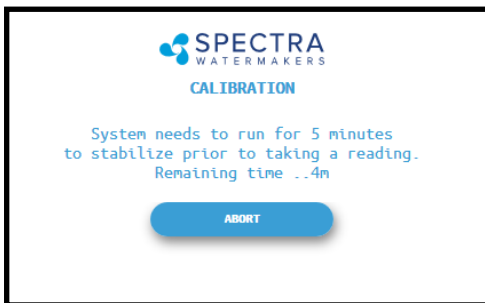 SPECTRA
WATERMAKERS
CALIBRATION
System needs to run for 5 minutes
to stabilize prior to taking a reading.
Remaining time ..4m
ABORT